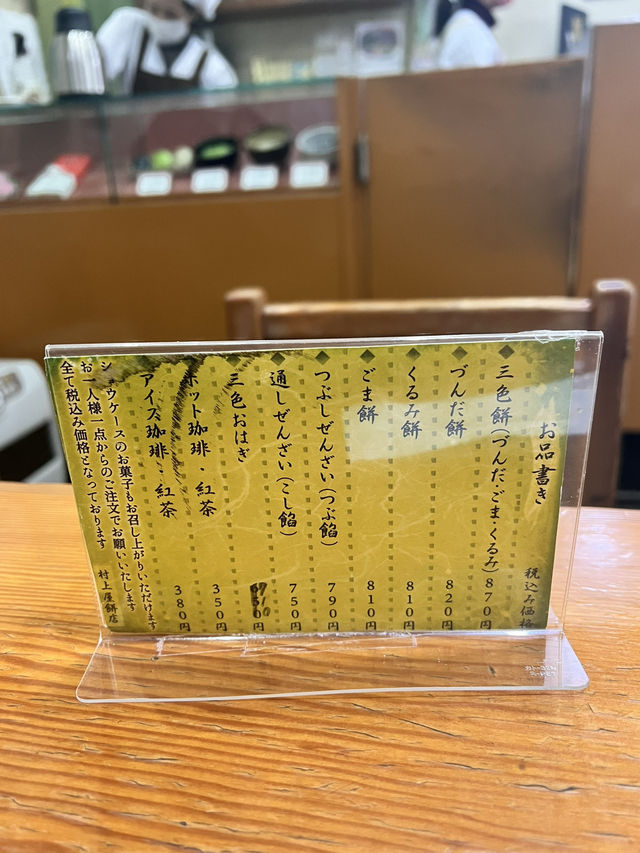 お品書き
税込み価格
三色餅(づんだ・ごま・くるみ) 870円
づんだ餅 820円
くるみ餅 810円
ごま餅 810円
つぶしぜんざい(つぶ餡) 790円
通しぜんざい(こし餡) 750円
三色おはぎ 円
ホット珈琲・紅茶 350円
アイス珈琲・紅茶 380円
ショウケースのお菓子もお召し上がりいただけます
お一人様一点からのご注文でお願いいたします
全て税込み価格となっております
村上屋餅店